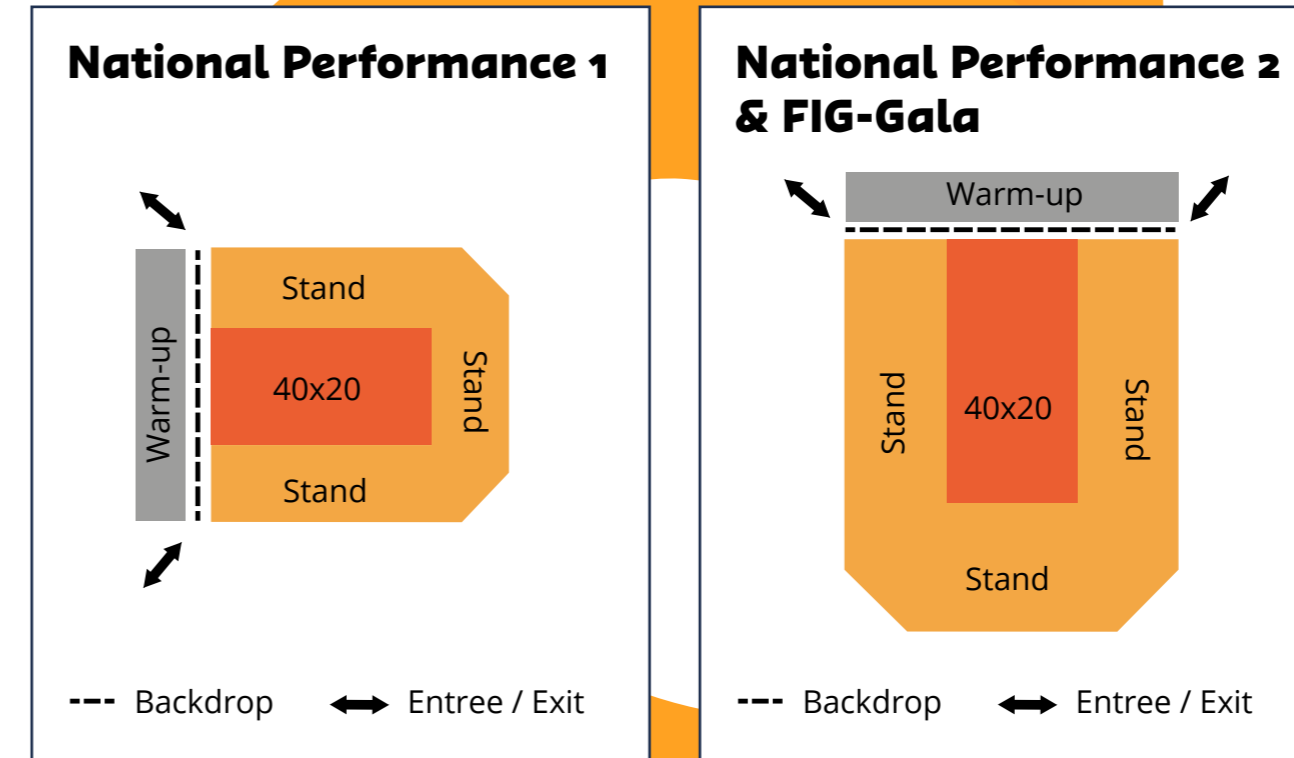 National Performance 1
Stand
Warm-up
40x20
Stand
Stand
Backdrop
Entree / Exit
National Performance 2
& FIG-Gala
Warm-up
Stand
40x20
Stand
Stand
Backdrop
Entree / Exit